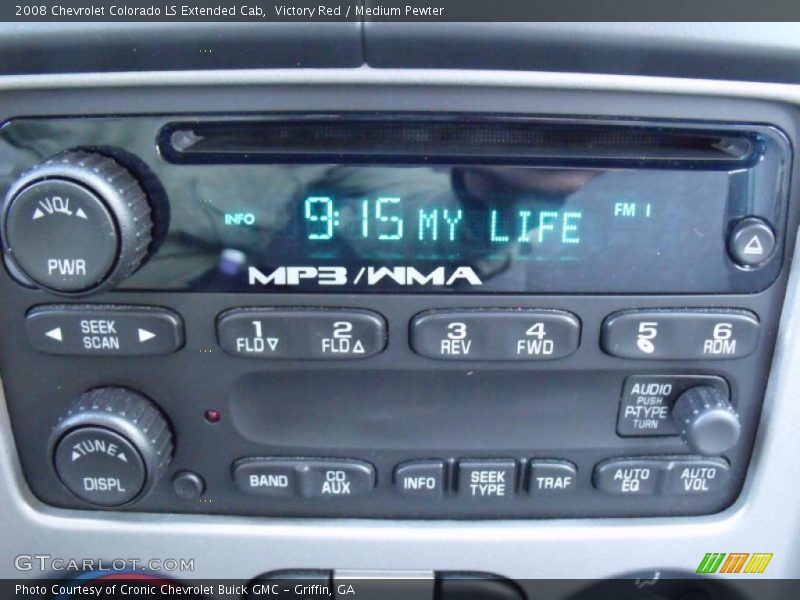 2008 Chevrolet Colorado LS Extended Cab, Victory Red / Medium Pewter
VOL
PWR
INFO
9:15 MY LIFE
FM 1
MP3/WMA
SEEK
SCAN
1
FLD
2
FLD
3
REV
4
FWD
5
6
RDM
AUDIO
PUSH
P-TYPE
TURN
TUNE
DISPL
BAND
CD
AUX
INFO
SEEK
TYPE
TRAF
AUTO
EQ
AUTO
VOL
GTCARLOT.COM
Photo Courtesy of Cronic Chevrolet Buick GMC – Griffin, GA